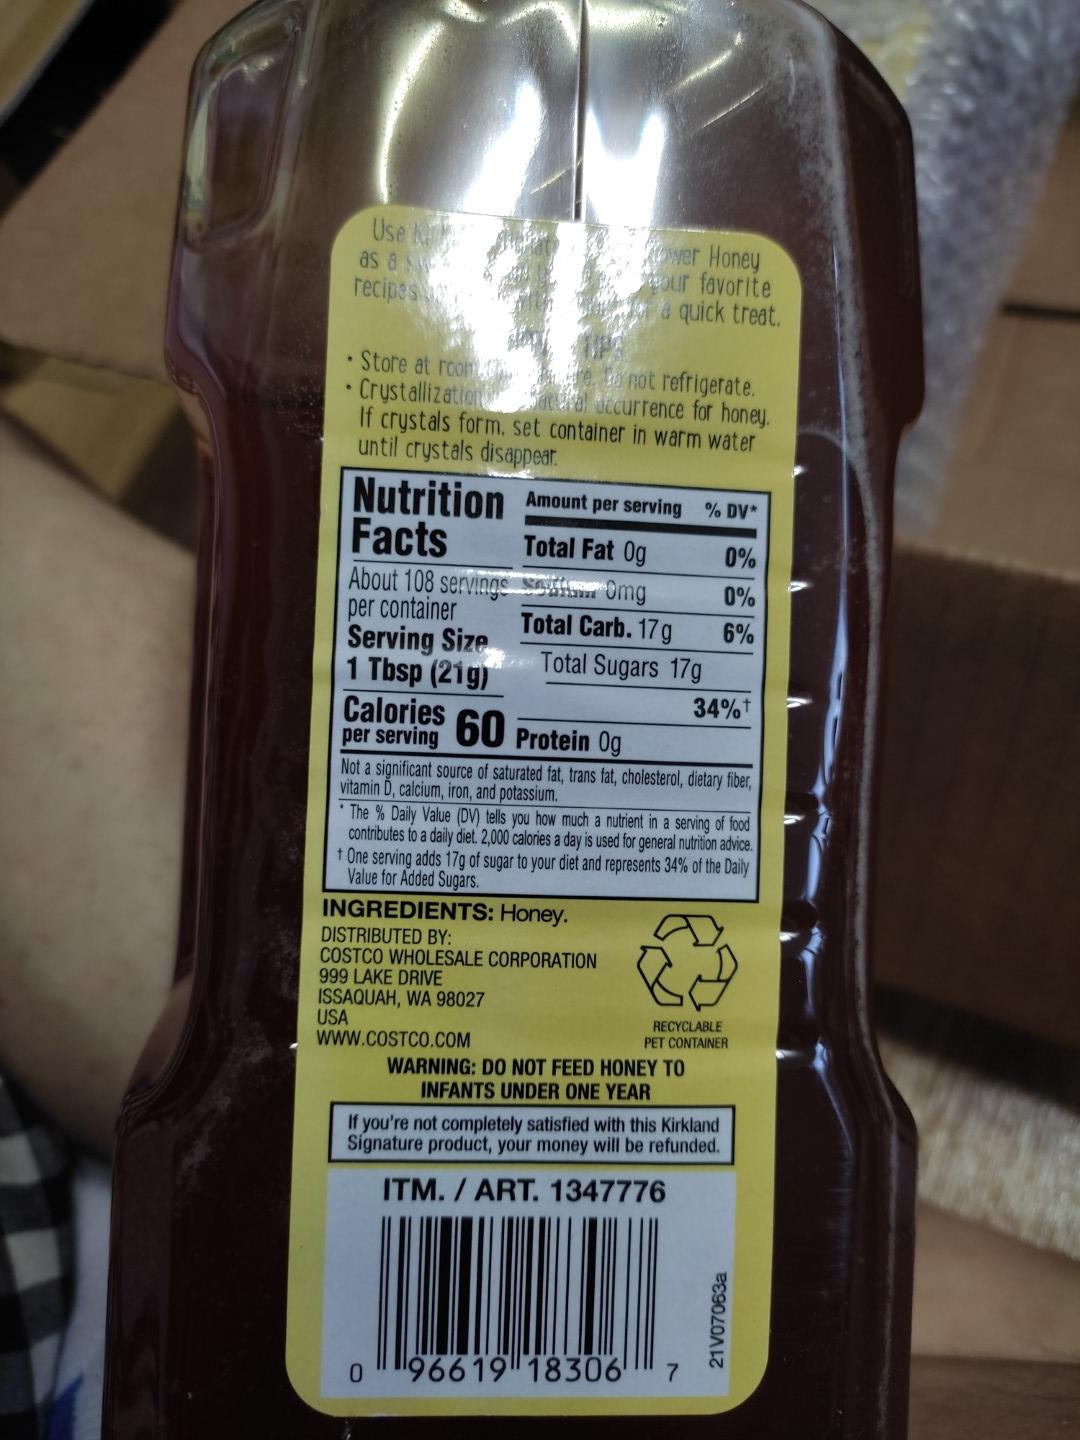 Use
ower Honey
as a
your favorite
recipes
for a quick treat.
TIPS
• Store at room
Do not refrigerate.
• Crystallization
natural occurrence for honey.
If crystals form, set container in warm water
until crystals disappear.
Nutrition
Facts
About 108 servings
per container
Serving Size
1 Tbsp (21g)
Calories
per serving 60
Amount per serving % DV*
Total Fat 0g 0%
Sodium 0mg 0%
Total Carb. 17g 6%
Total Sugars 17g
34%†
Protein 0g
Not a significant source of saturated fat, trans fat, cholesterol, dietary fiber,
vitamin D, calcium, iron, and potassium.
* The % Daily Value (DV) tells you how much a nutrient in a serving of food
contributes to a daily diet. 2,000 calories a day is used for general nutrition advice.
† One serving adds 17g of sugar to your diet and represents 34% of the Daily
Value for Added Sugars.
INGREDIENTS: Honey.
DISTRIBUTED BY:
COSTCO WHOLESALE CORPORATION
999 LAKE DRIVE
ISSAQUAH, WA 98027
USA
WWW.COSTCO.COM
RECYCLABLE
PET CONTAINER
WARNING: DO NOT FEED HONEY TO
INFANTS UNDER ONE YEAR
If you're not completely satisfied with this Kirkland
Signature product, your money will be refunded.
ITM. / ART. 1347776
0 96619 18306 7
21V07063a